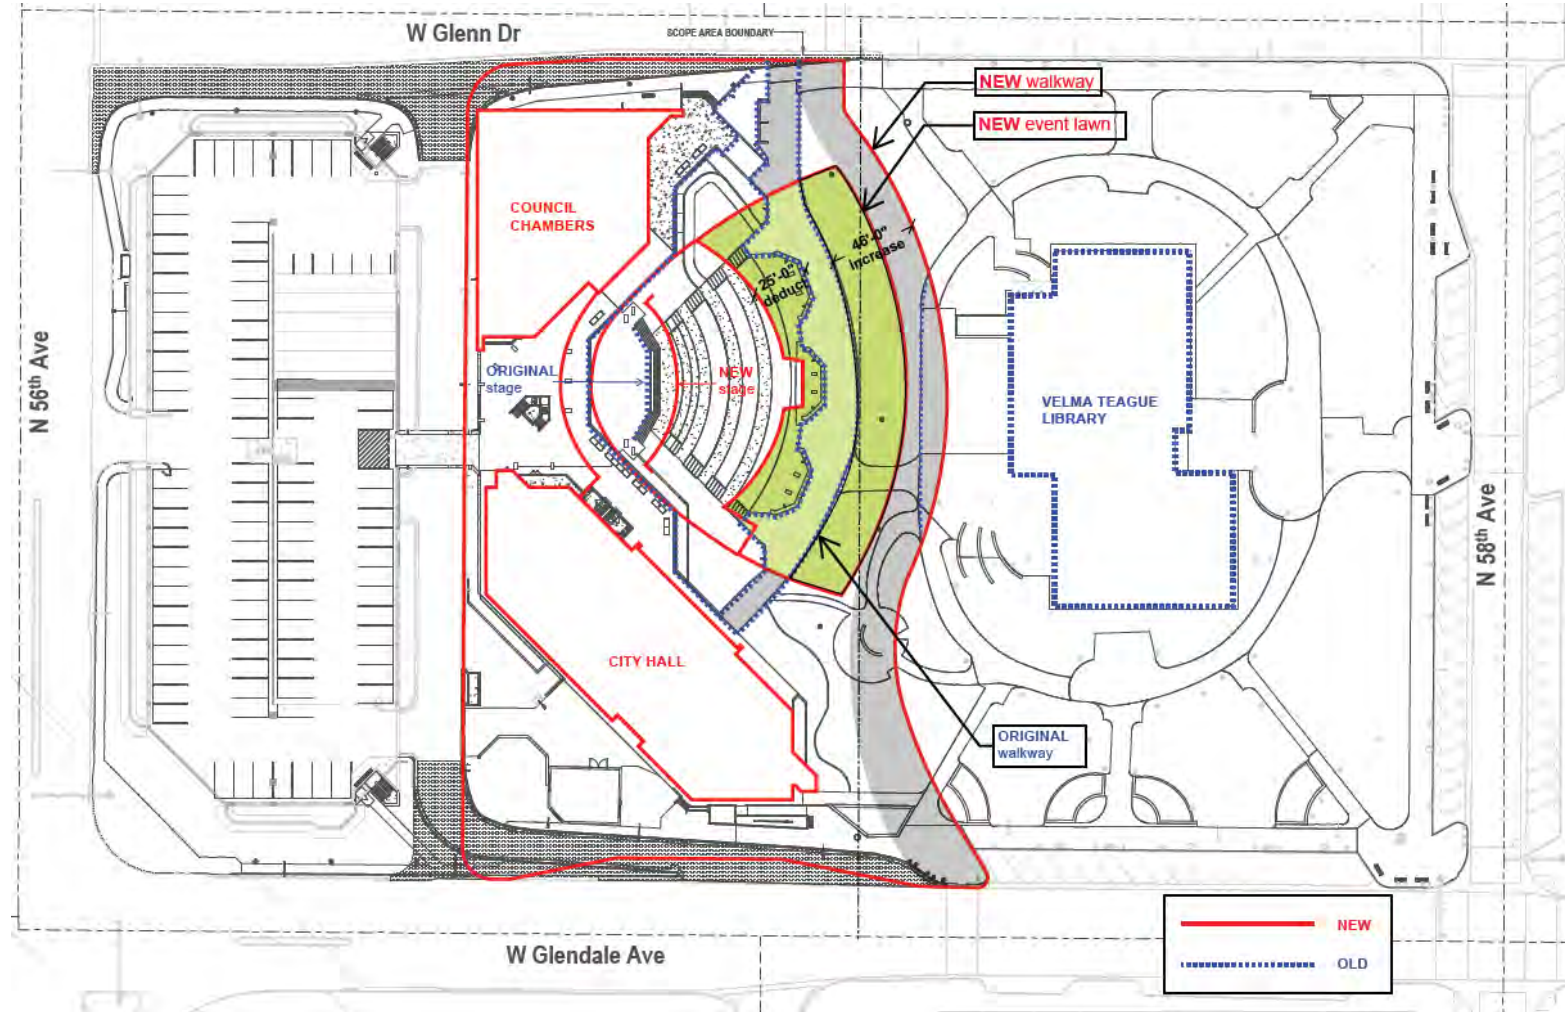 W Glenn Dr
SCOPE AREA BOUNDARY
NEW walkway
NEW event lawn
COUNCIL
CHAMBERS
46'-0"
increase
25'-0"
deduct
N 56th Ave
ORIGINAL
stage
NEW
stage
VELMA TEAGUE
LIBRARY
N 58th Ave
CITY HALL
ORIGINAL
walkway
W Glendale Ave
NEW
OLD